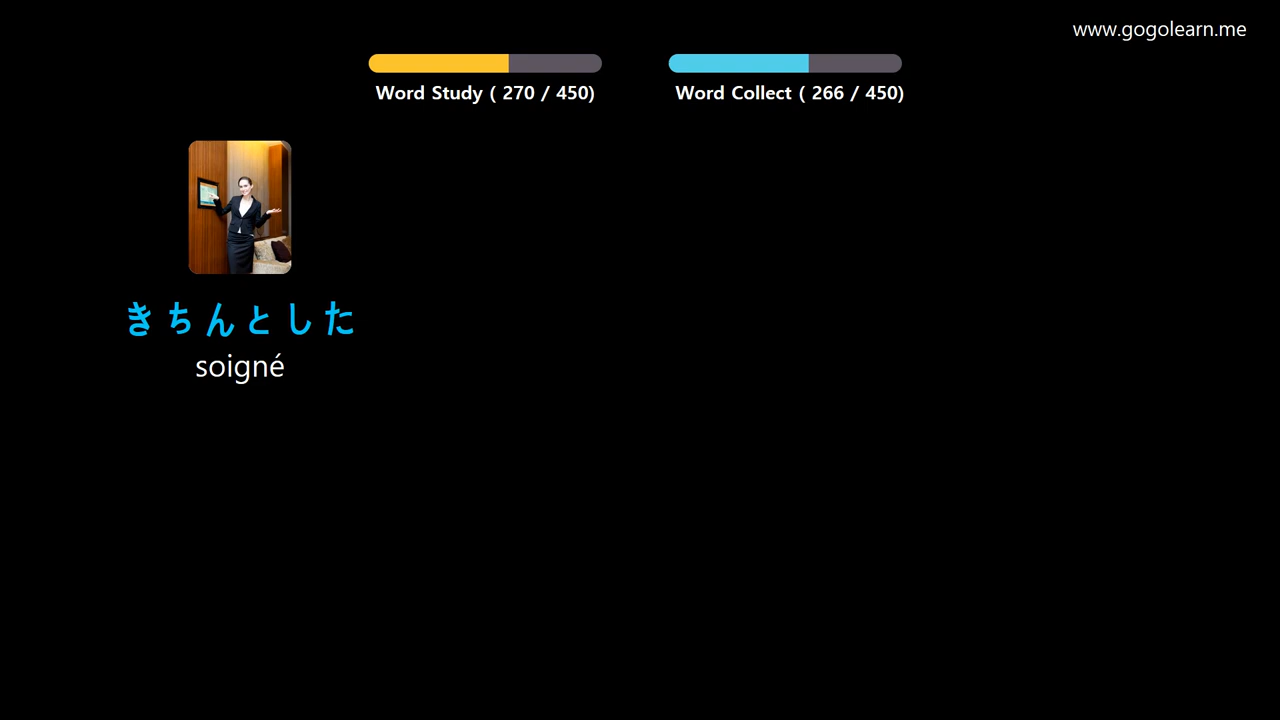 www.gogolearn.me
Word Study ( 270 / 450)
Word Collect ( 266 / 450)
きちんとした
soigné